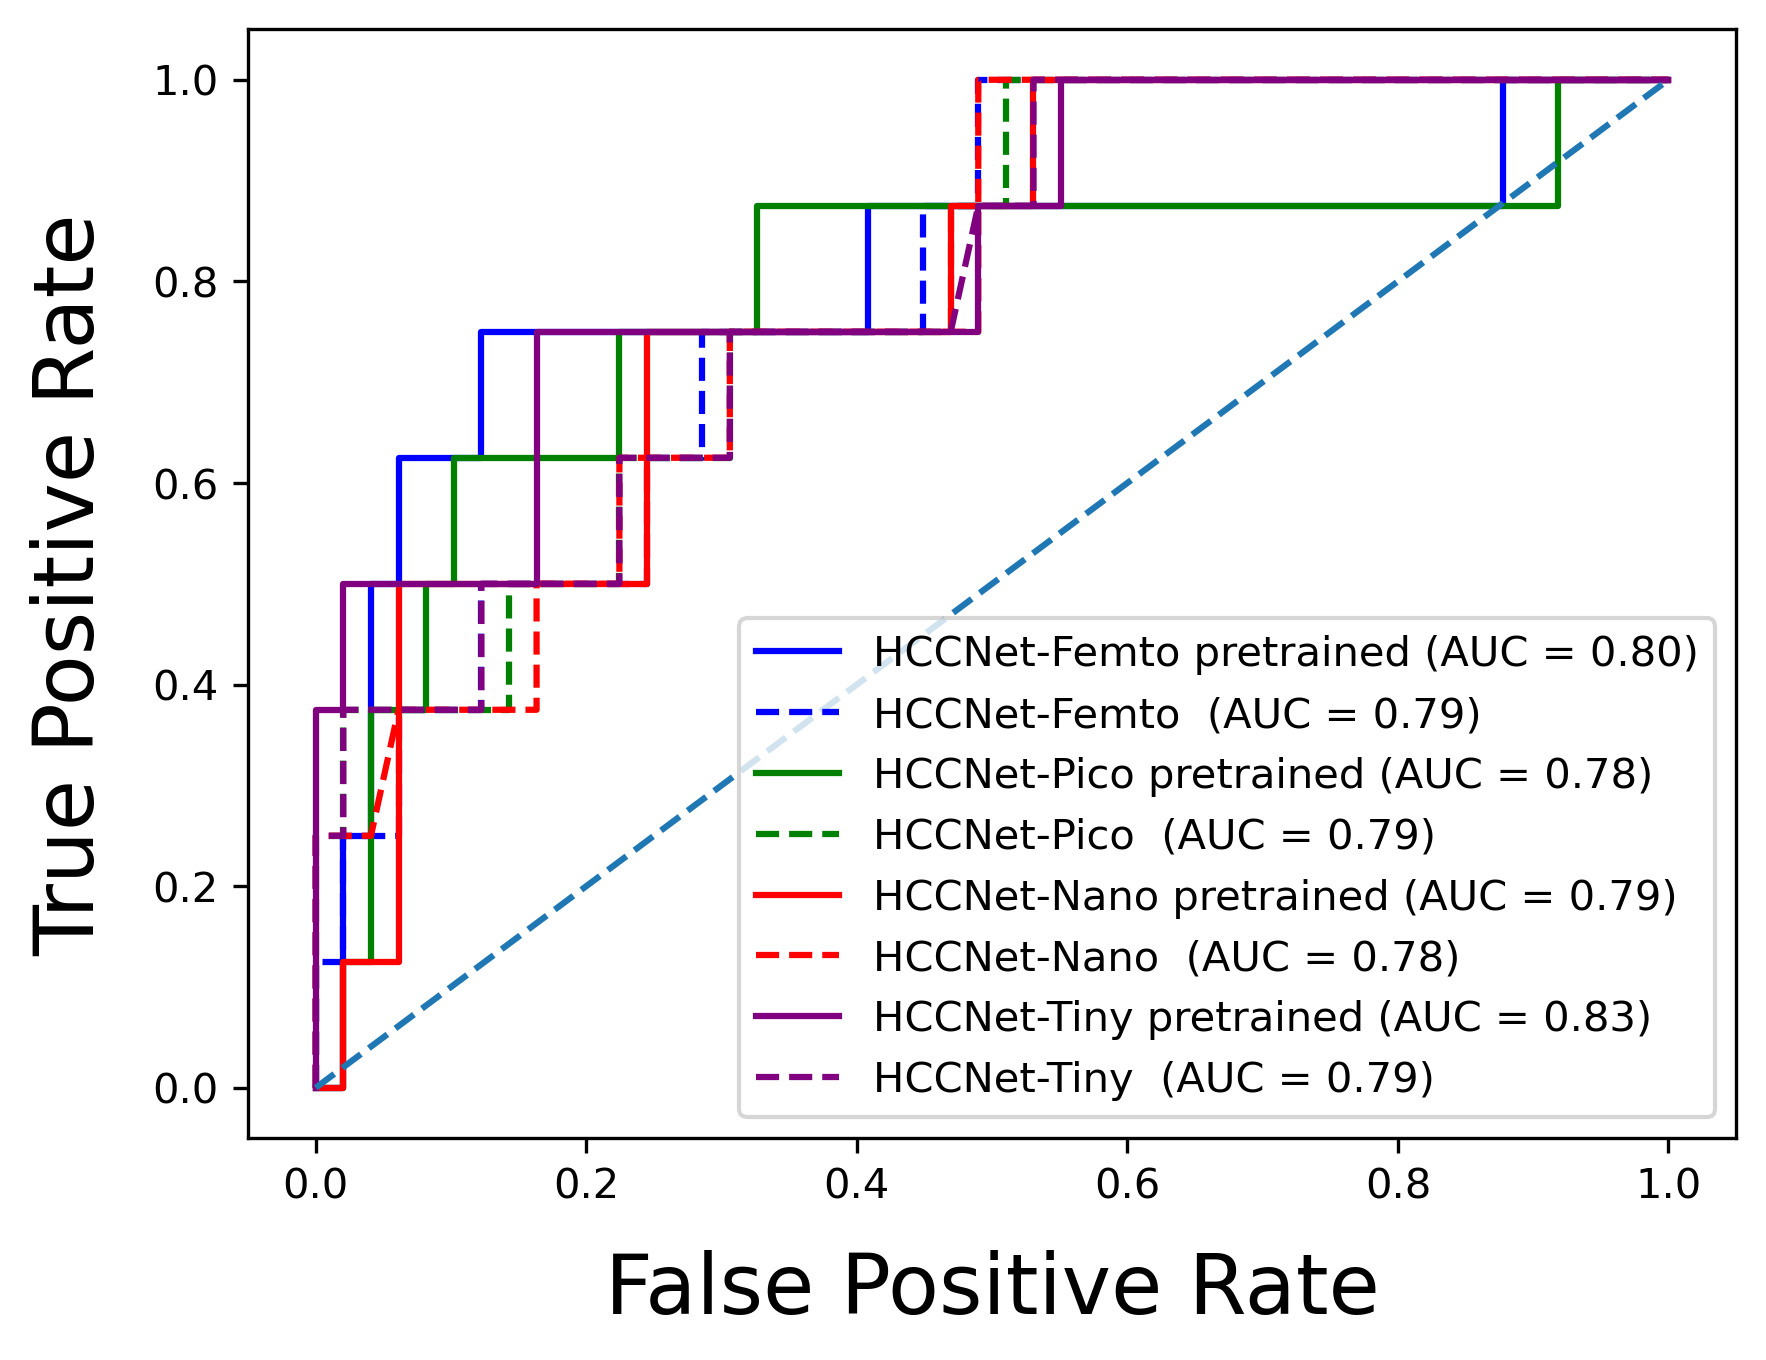 True Positive Rate
1.0
0.8
0.6
0.4
0.2
0.0
HCCNet-Femto pretrained (AUC = 0.80)
HCCNet-Femto  (AUC = 0.79)
HCCNet-Pico pretrained (AUC = 0.78)
HCCNet-Pico  (AUC = 0.79)
HCCNet-Nano pretrained (AUC = 0.79)
HCCNet-Nano  (AUC = 0.78)
HCCNet-Tiny pretrained (AUC = 0.83)
HCCNet-Tiny  (AUC = 0.79)
0.0 0.2 0.4 0.6 0.8 1.0
False Positive Rate